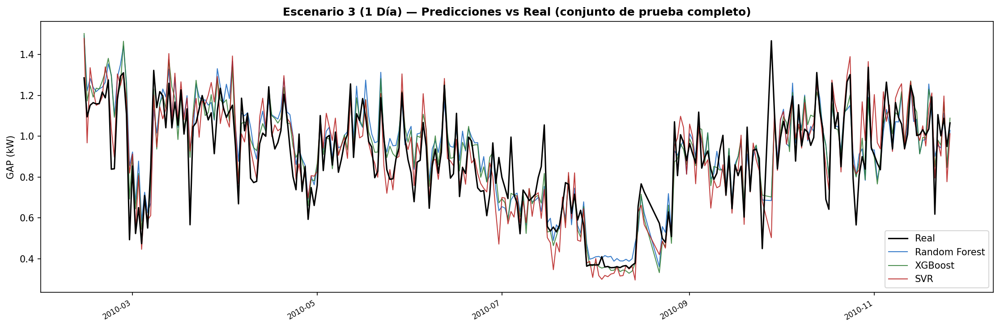 Escenario 3 (1 Día) — Predicciones vs Real (conjunto de prueba completo)
GAP (kW)
1.4
1.2
1.0
0.8
0.6
0.4
2010-03
2010-05
2010-07
2010-09
2010-11
Real
Random Forest
XGBoost
SVR